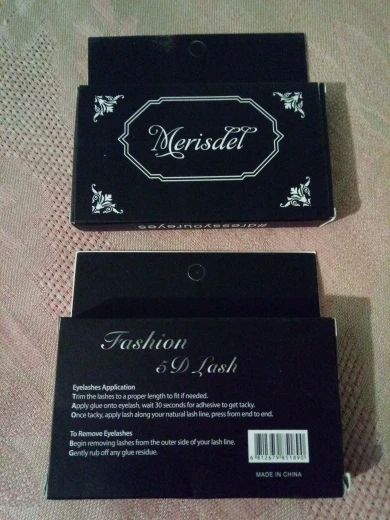 Merisdel
#dressyoureyes
Fashion
5D Lash
Eyelashes Application
Trim the lashes to a proper length to fit if needed.
Apply glue onto eyelash, wait 30 seconds for adhesive to get tacky.
Once tacky, apply lash along your natural lash line, press from end to end.
To Remove Eyelashes
Begin removing lashes from the outer side of your lash line.
Gently rub off any glue residue.
MADE IN CHINA